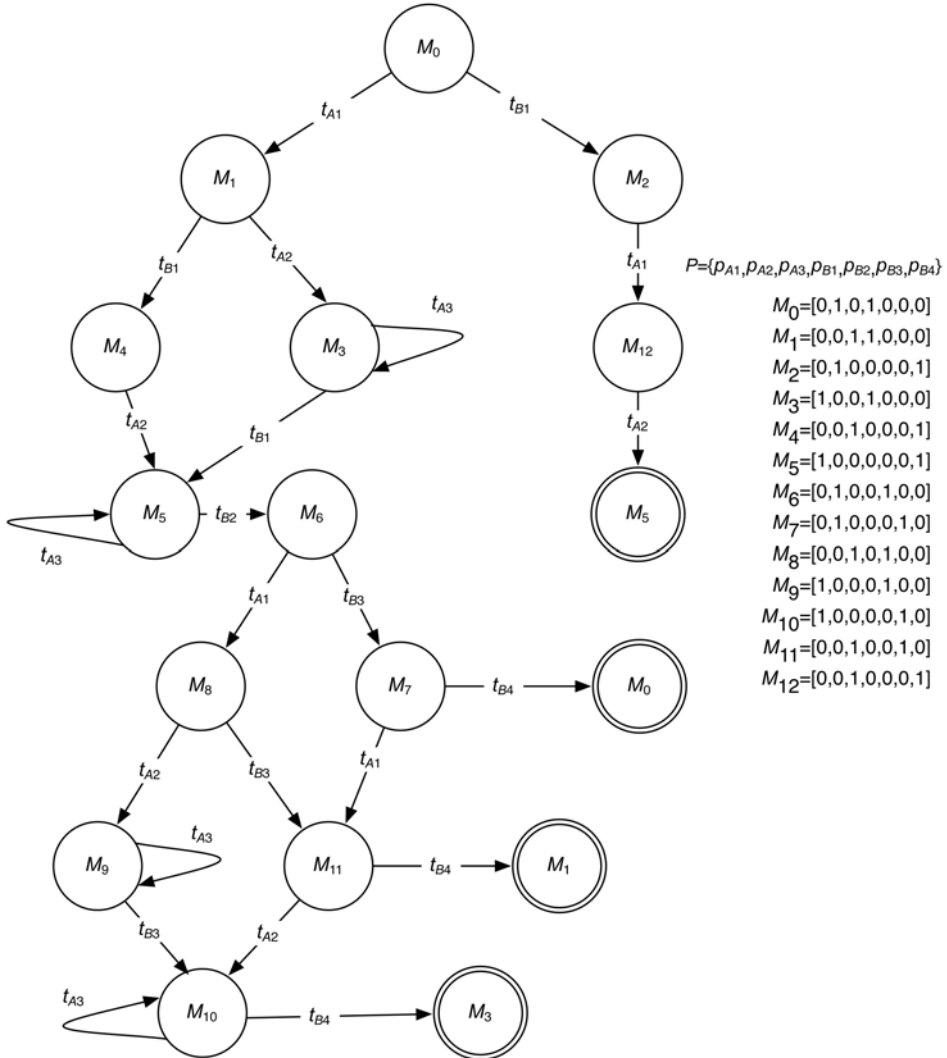 M0
tA1
tB1
M1
M2
tB1
tA2
tA1
P={pA1,pA2,pA3,pB1,pB2,pB3,pB4}
M0=[0,1,0,1,0,0,0]
tA3
M4
M3
M12
M1=[0,0,1,1,0,0,0]
M2=[0,1,0,0,0,0,1]
M3=[1,0,0,1,0,0,0]
tA2
tB1
tA2
M4=[0,0,1,0,0,0,1]
M5=[1,0,0,0,0,0,1]
M5
tB2
M6
M5
M6=[0,1,0,0,1,0,0]
M7=[0,1,0,0,0,1,0]
tA3
M8=[0,0,1,0,1,0,0]
tA1
tB3
M9=[1,0,0,0,1,0,0]
M10=[1,0,0,0,0,1,0]
M11=[0,0,1,0,0,1,0]
M12=[0,0,1,0,0,0,1]
M8
M7
tB4
M0
tA2
tB3
tA1
tA3
M9
M11
tB4
M1
tB3
tA2
tA3
M10
tB4
M3